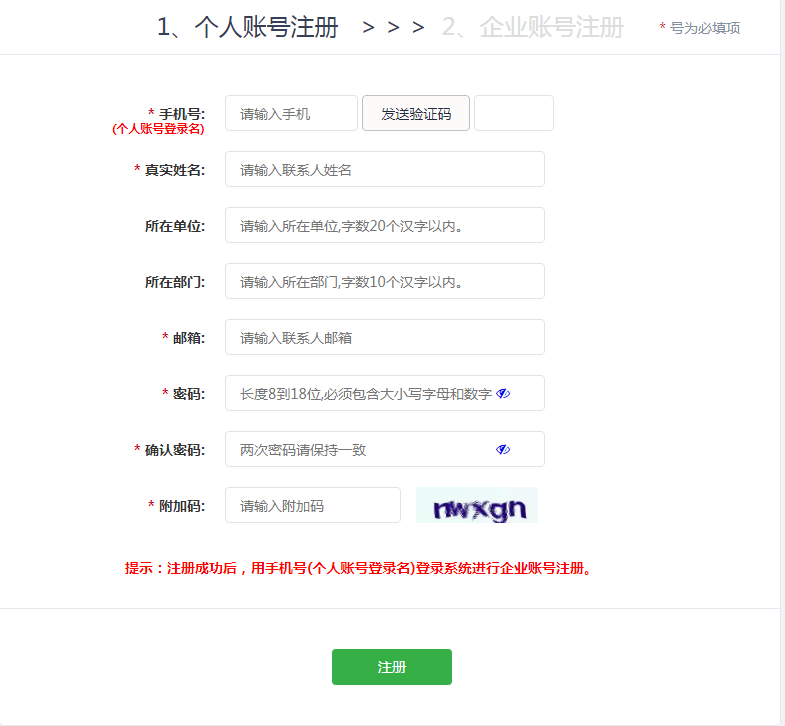 1、个人账号注册 > > > 2、企业账号注册 * 号为必填项
* 手机号: 请输入手机 发送验证码
(个人账号登录名)
* 真实姓名: 请输入联系人姓名
所在单位: 请输入所在单位,字数20个汉字以内。
所在部门: 请输入所在部门,字数10个汉字以内。
* 邮箱: 请输入联系人邮箱
* 密码: 长度8到18位,必须包含大小写字母和数字
* 确认密码: 两次密码请保持一致
* 附加码: 请输入附加码 nwxgn
提示：注册成功后，用手机号(个人账号登录名)登录系统进行企业账号注册。
注册